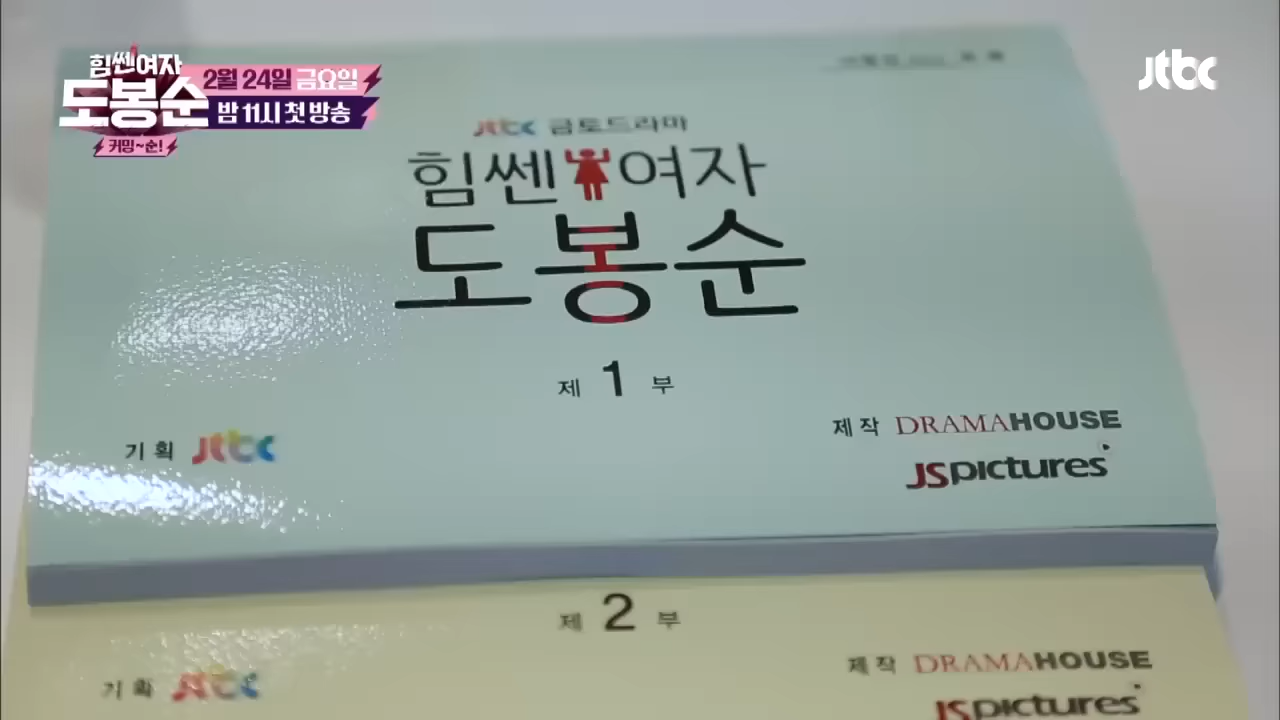 힘쎈여자
도봉순
커밍~순!
2월 24일 금요일
밤 11시 첫 방송
jtbc
jtbc 금토드라마
힘쎈 여자
도봉순
제 1 부
기획 jtbc
제작 DRAMAHOUSE
JSpictures
제 2 부
기획 jtbc
제작 DRAMAHOUSE
JSpictures